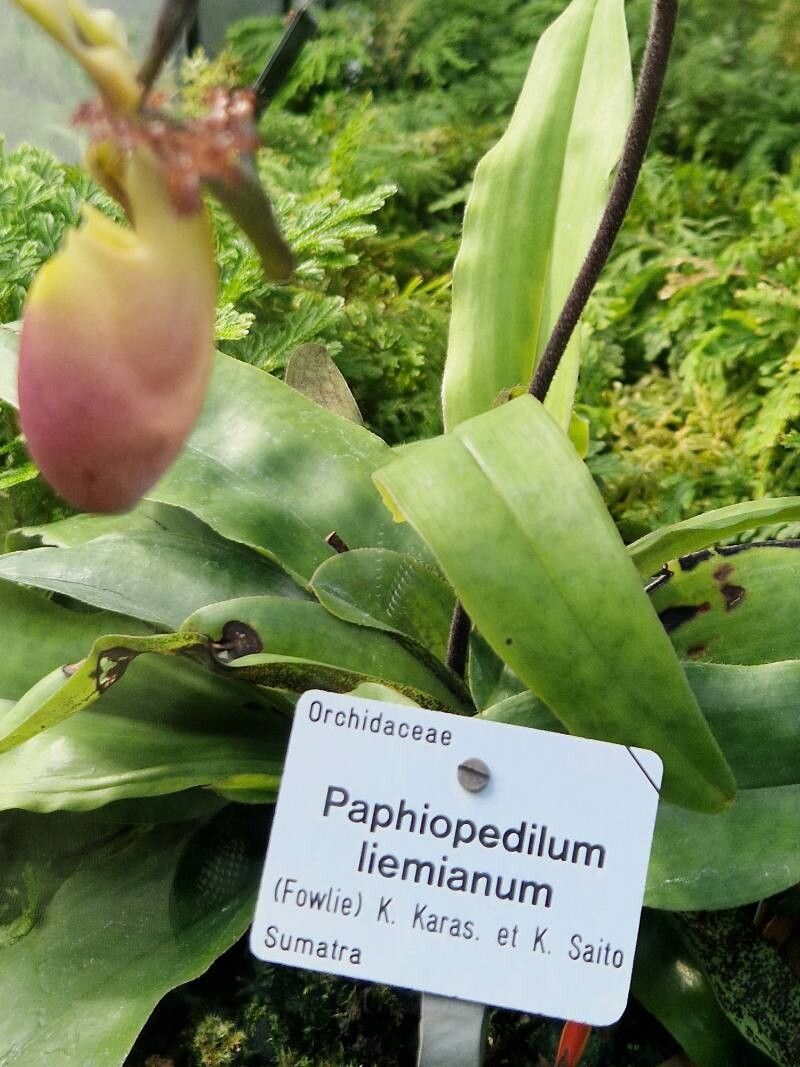 Orchidaceae
Paphiopedilum
liemianum
(Fowlie) K. Karas. et K. Saito
Sumatra